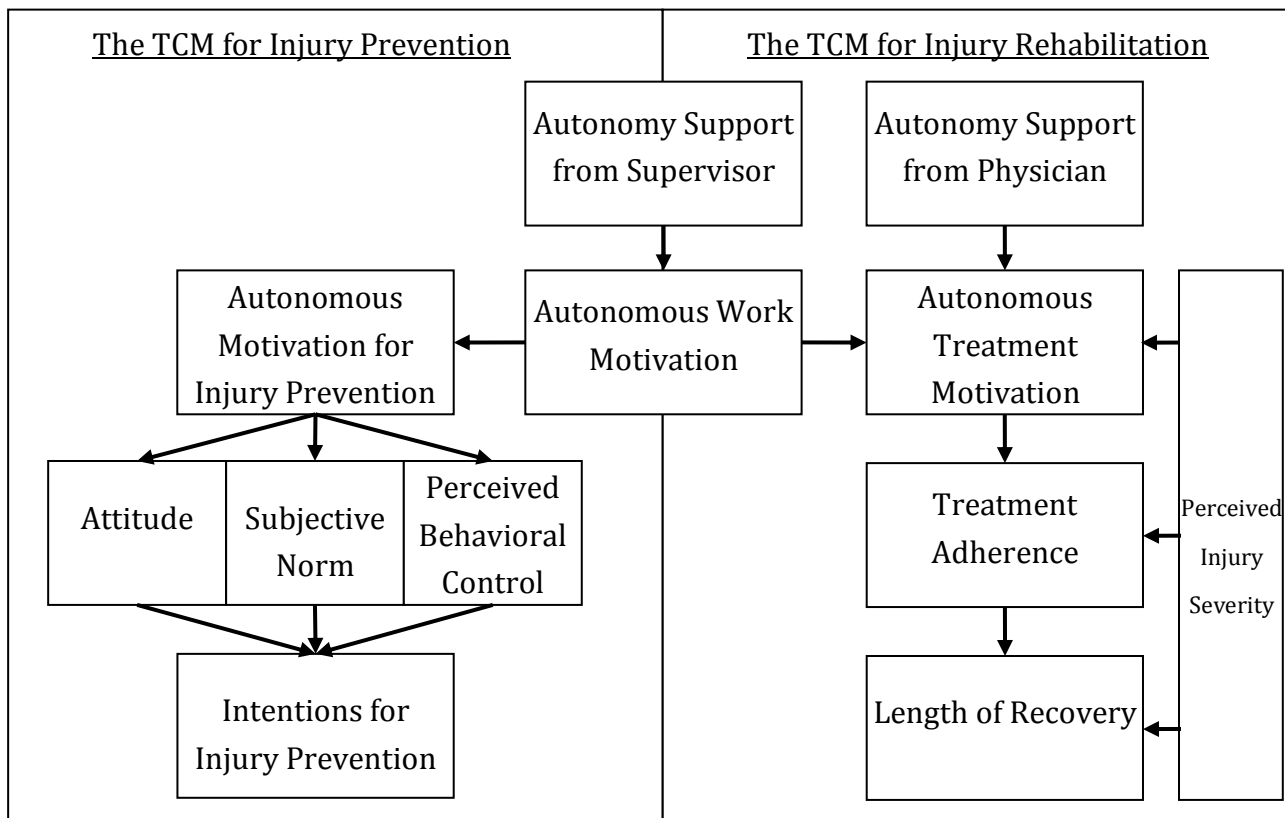 The TCM for Injury Prevention
The TCM for Injury Rehabilitation
Autonomy Support
from Supervisor
Autonomy Support
from Physician
Autonomous
Motivation for
Injury Prevention
Autonomous Work
Motivation
Autonomous
Treatment
Motivation
Attitude
Subjective
Norm
Perceived
Behavioral
Control
Treatment
Adherence
Perceived
Injury
Severity
Intentions for
Injury Prevention
Length of Recovery